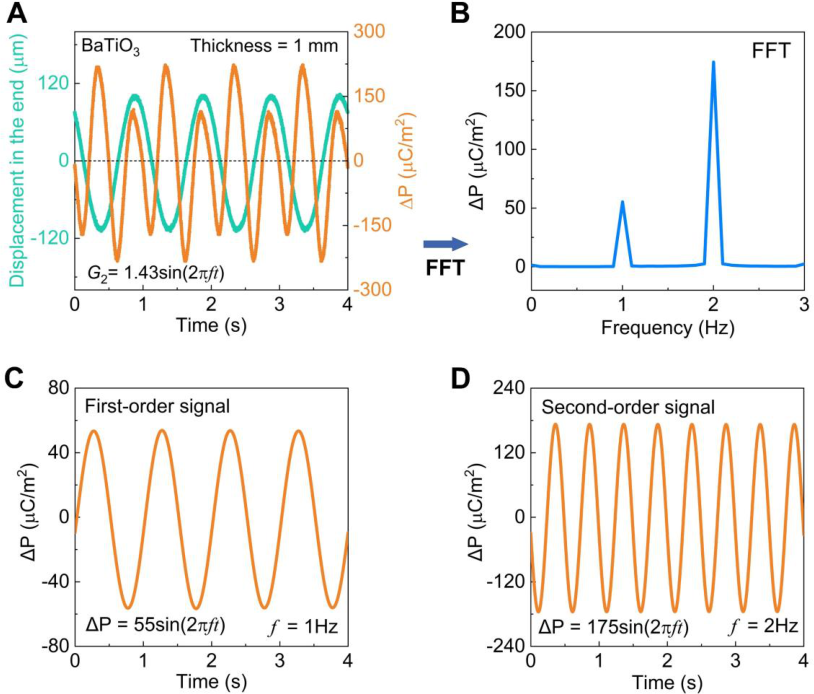 A
BaTiO3
Thickness = 1 mm
Displacement in the end (μm)
120
0
-120
300
150
0
-150
-300
ΔP (μC/m²)
G2= 1.43sin(2πft)
0
1
2
3
4
Time (s)
FFT
B
FFT
ΔP (μC/m²)
200
150
100
50
0
0
1
2
3
Frequency (Hz)
C
First-order signal
ΔP (μC/m²)
80
40
0
-40
-80
ΔP = 55sin(2πft)
f = 1Hz
0
1
2
3
4
Time (s)
D
Second-order signal
ΔP (μC/m²)
240
120
0
-120
-240
ΔP = 175sin(2πft)
f = 2Hz
0
1
2
3
4
Time (s)